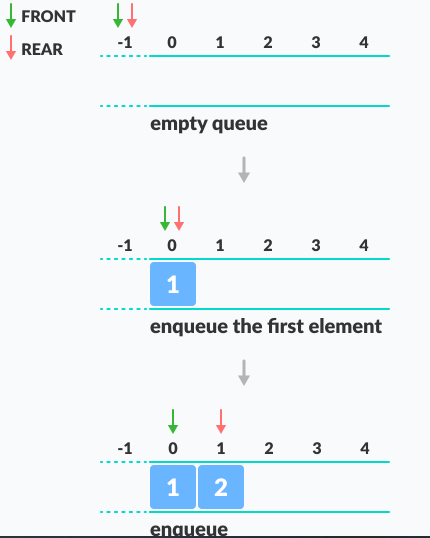 FRONT
REAR
-1 0 1 2 3 4
empty queue
-1 0 1 2 3 4
1
enqueue the first element
-1 0 1 2 3 4
1 2
enqueue